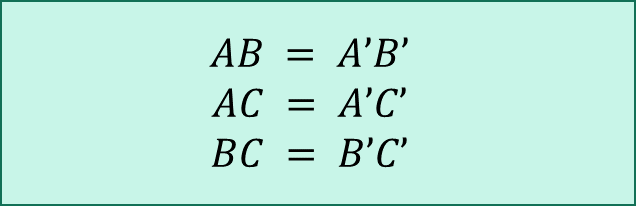 AB = A’B’
AC = A’C’
BC = B’C’